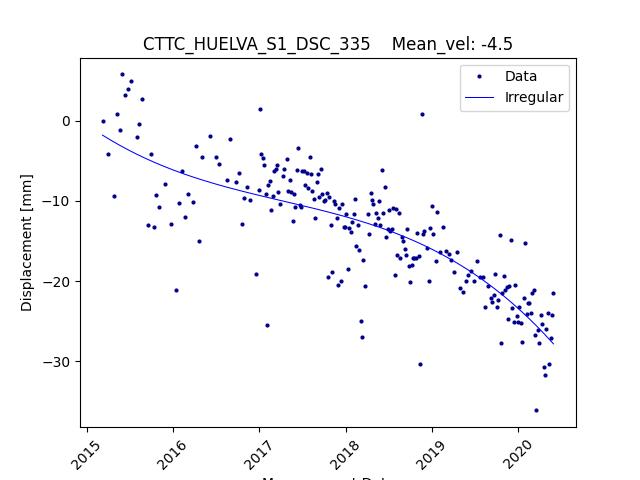 CTTC_HUELVA_S1_DSC_335    Mean_vel: -4.5
Data
Irregular
Displacement [mm]
0
−10
−20
−30
2015
2016
2017
2018
2019
2020